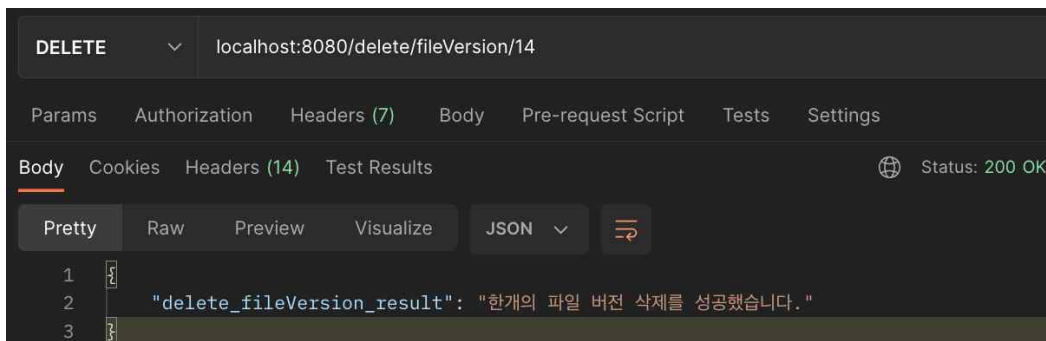 DELETE localhost:8080/delete/fileVersion/14
Params Authorization Headers (7) Body Pre-request Script Tests Settings
Body Cookies Headers (14) Test Results Status: 200 OK
Pretty Raw Preview Visualize JSON
1 {
2 "delete_fileVersion_result": "한개의 파일 버전 삭제를 성공했습니다."
3 }